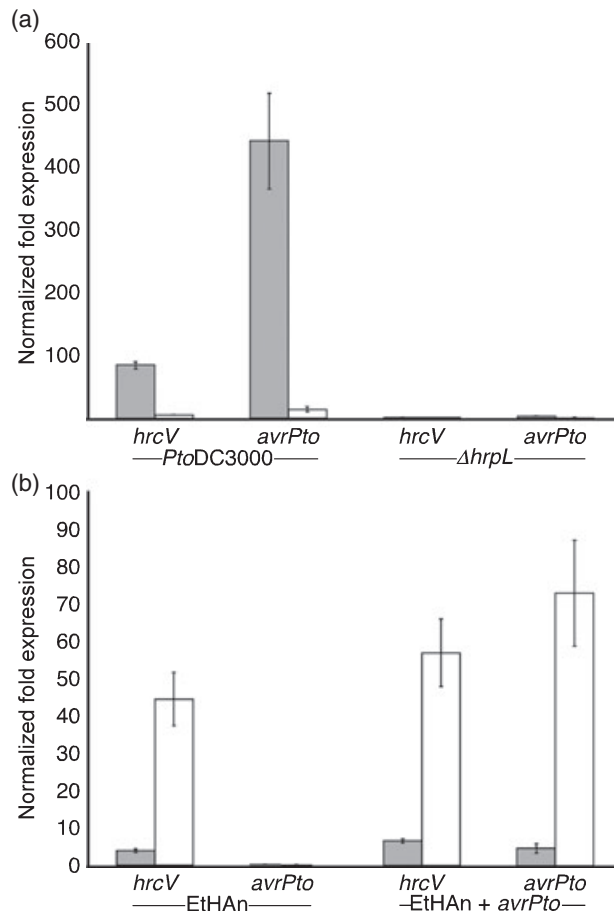 (a)
Normalized fold expression
600
500
400
300
200
100
hrcV avrPto hrcV avrPto
PtoDC3000 ΔhrpL
(b)
Normalized fold expression
100
90
80
70
60
50
40
30
20
10
0
hrcV avrPto hrcV avrPto
EtHAn EtHAn + avrPto